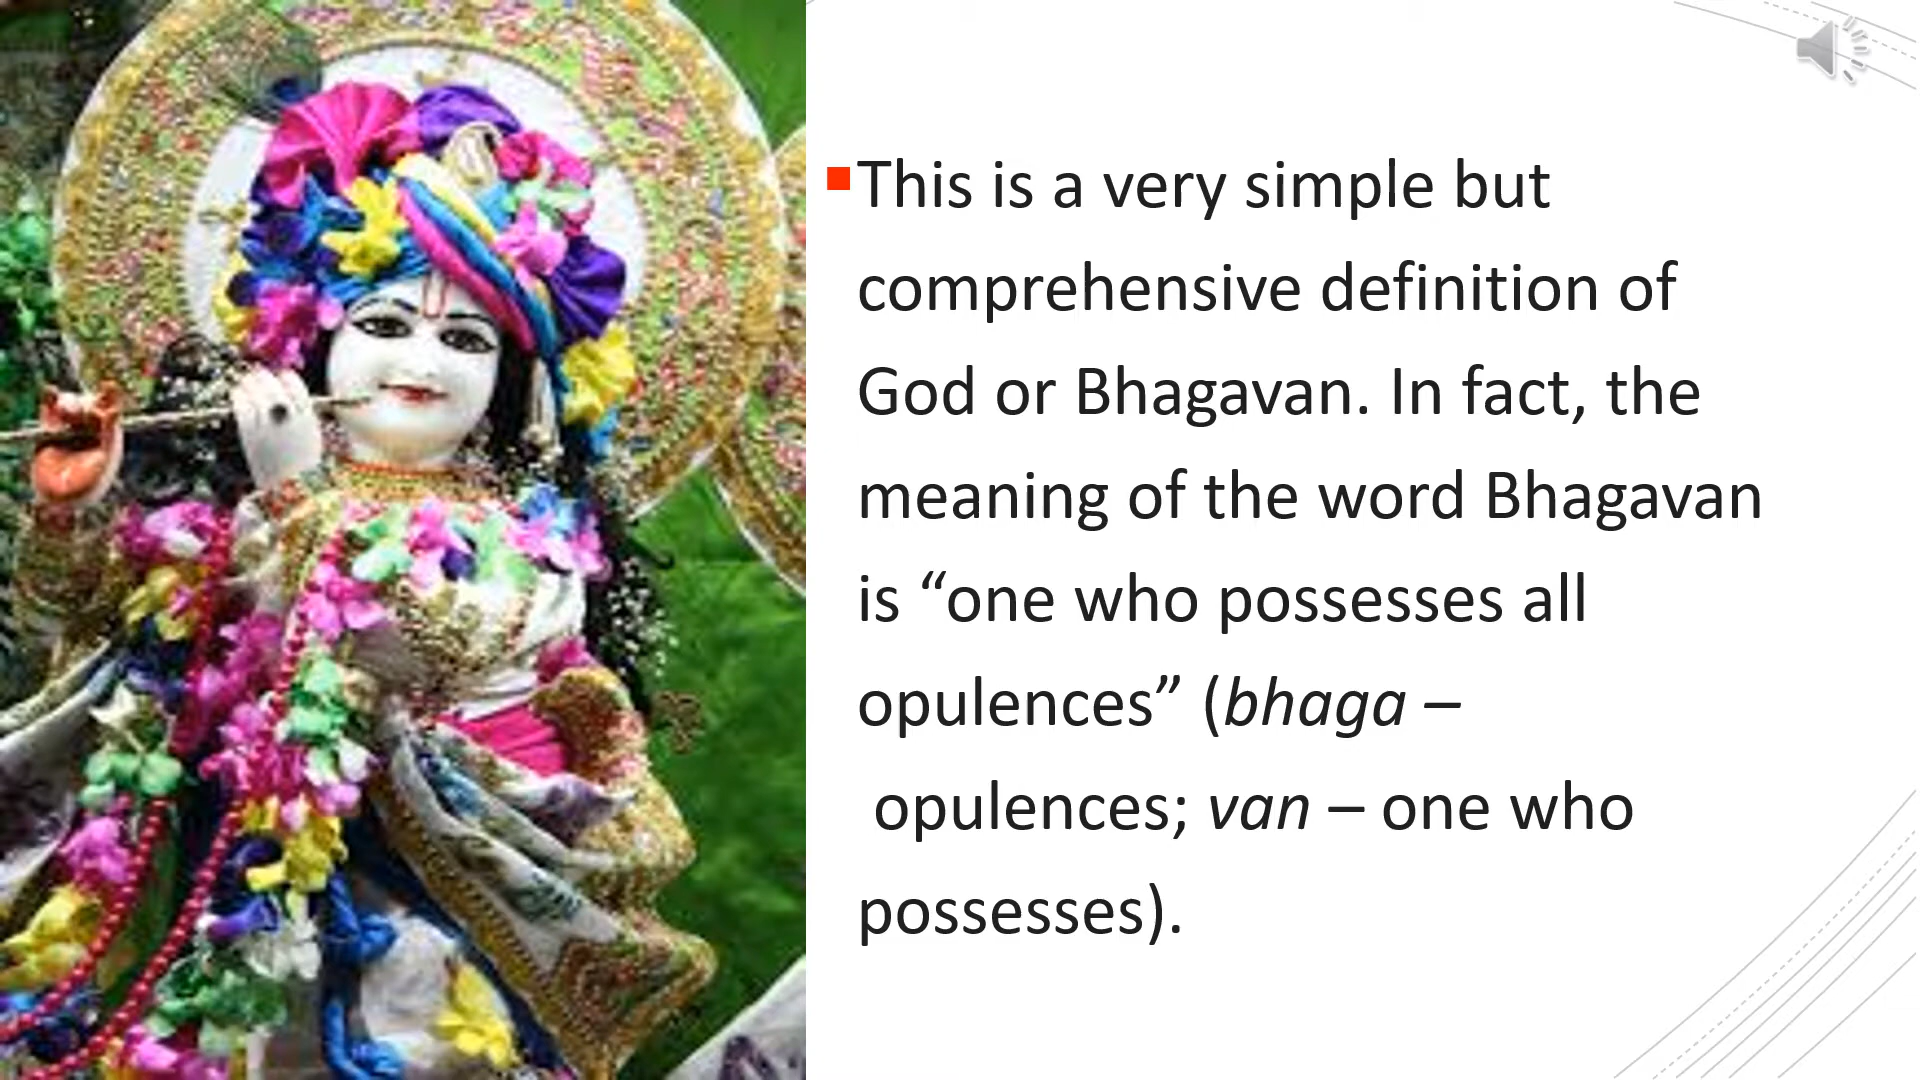 This is a very simple but
comprehensive definition of
God or Bhagavan. In fact, the
meaning of the word Bhagavan
is “one who possesses all
opulences” (bhaga –
opulences; van – one who
possesses).